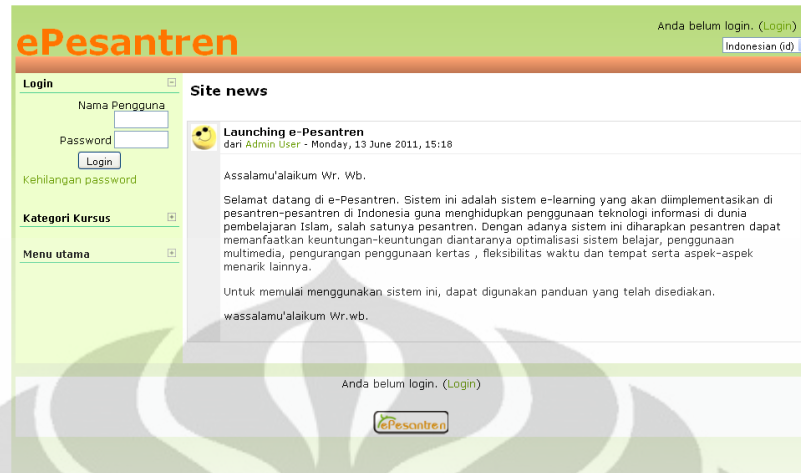 Anda belum login. (Login)
ePesantren
Indonesian (id)
Login
Nama Pengguna
Password
Login
Kehilangan password
Kategori Kursus
Menu utama
Site news
Launching e-Pesantren
dari Admin User - Monday, 13 June 2011, 15:18
Assalamu'alaikum Wr. Wb.
Selamat datang di e-Pesantren. Sistem ini adalah sistem e-learning yang akan diimplementasikan di
pesantren-pesantren di Indonesia guna menghidupkan penggunaan teknologi informasi di dunia
pembelajaran Islam, salah satunya pesantren. Dengan adanya sistem ini diharapkan pesantren dapat
memanfaatkan keuntungan-keuntungan diantaranya optimalisasi sistem belajar, penggunaan
multimedia, pengurangan penggunaan kertas , fleksibilitas waktu dan tempat serta aspek-aspek
menarik lainnya.
Untuk memulai menggunakan sistem ini, dapat digunakan panduan yang telah disediakan.
wassalamu'alaikum Wr.wb.
Anda belum login. (Login)
ePesantren